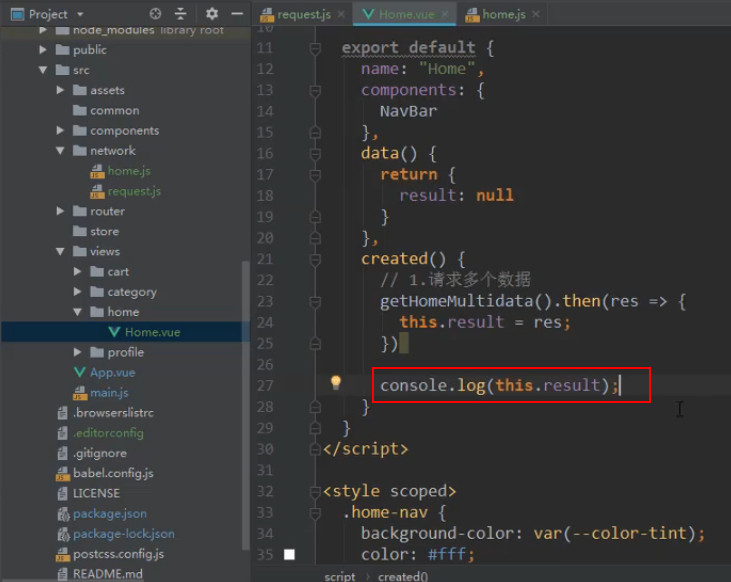 Project
request.js
Home.vue
home.js
node_modules library root
public
src
assets
common
components
network
home.js
request.js
router
store
views
cart
category
home
Home.vue
profile
App.vue
main.js
.browserslistrc
.editorconfig
.gitignore
babel.config.js
LICENSE
package.json
package-lock.json
postcss.config.js
README.md
10
11 export default {
12 name: "Home",
13 components: {
14 NavBar
15 },
16 data() {
17 return {
18 result: null
19 }
20 },
21 created() {
22 // 1.请求多个数据
23 getHomeMultidata().then(res => {
24 this.result = res;
25 })
26
27 console.log(this.result);
28 }
29 }
30 </script>
31
32 <style scoped>
33 .home-nav {
34 background-color: var(--color-tint);
35 color: #fff;
script › created()